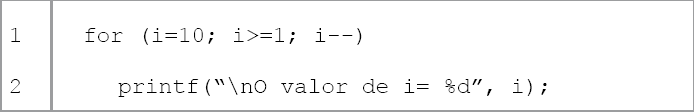 1 for (i=10; i>=1; i--)
2 printf(“\nO valor de i= %d”, i);